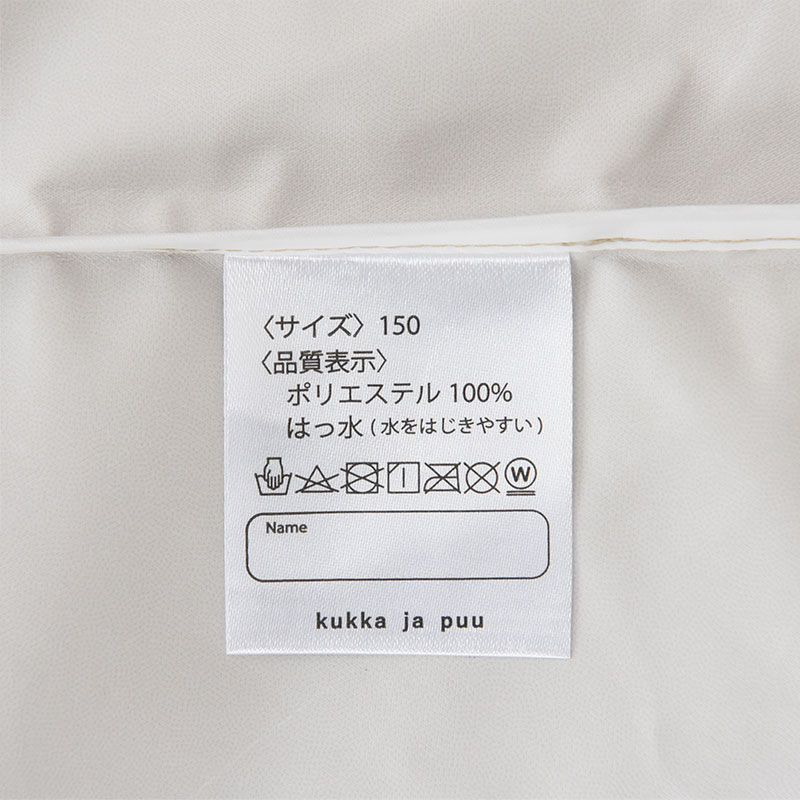 〈サイズ〉150
〈品質表示〉
ポリエステル 100%
はっ水 ( 水をはじきやすい )
W
Name
kukka ja puu